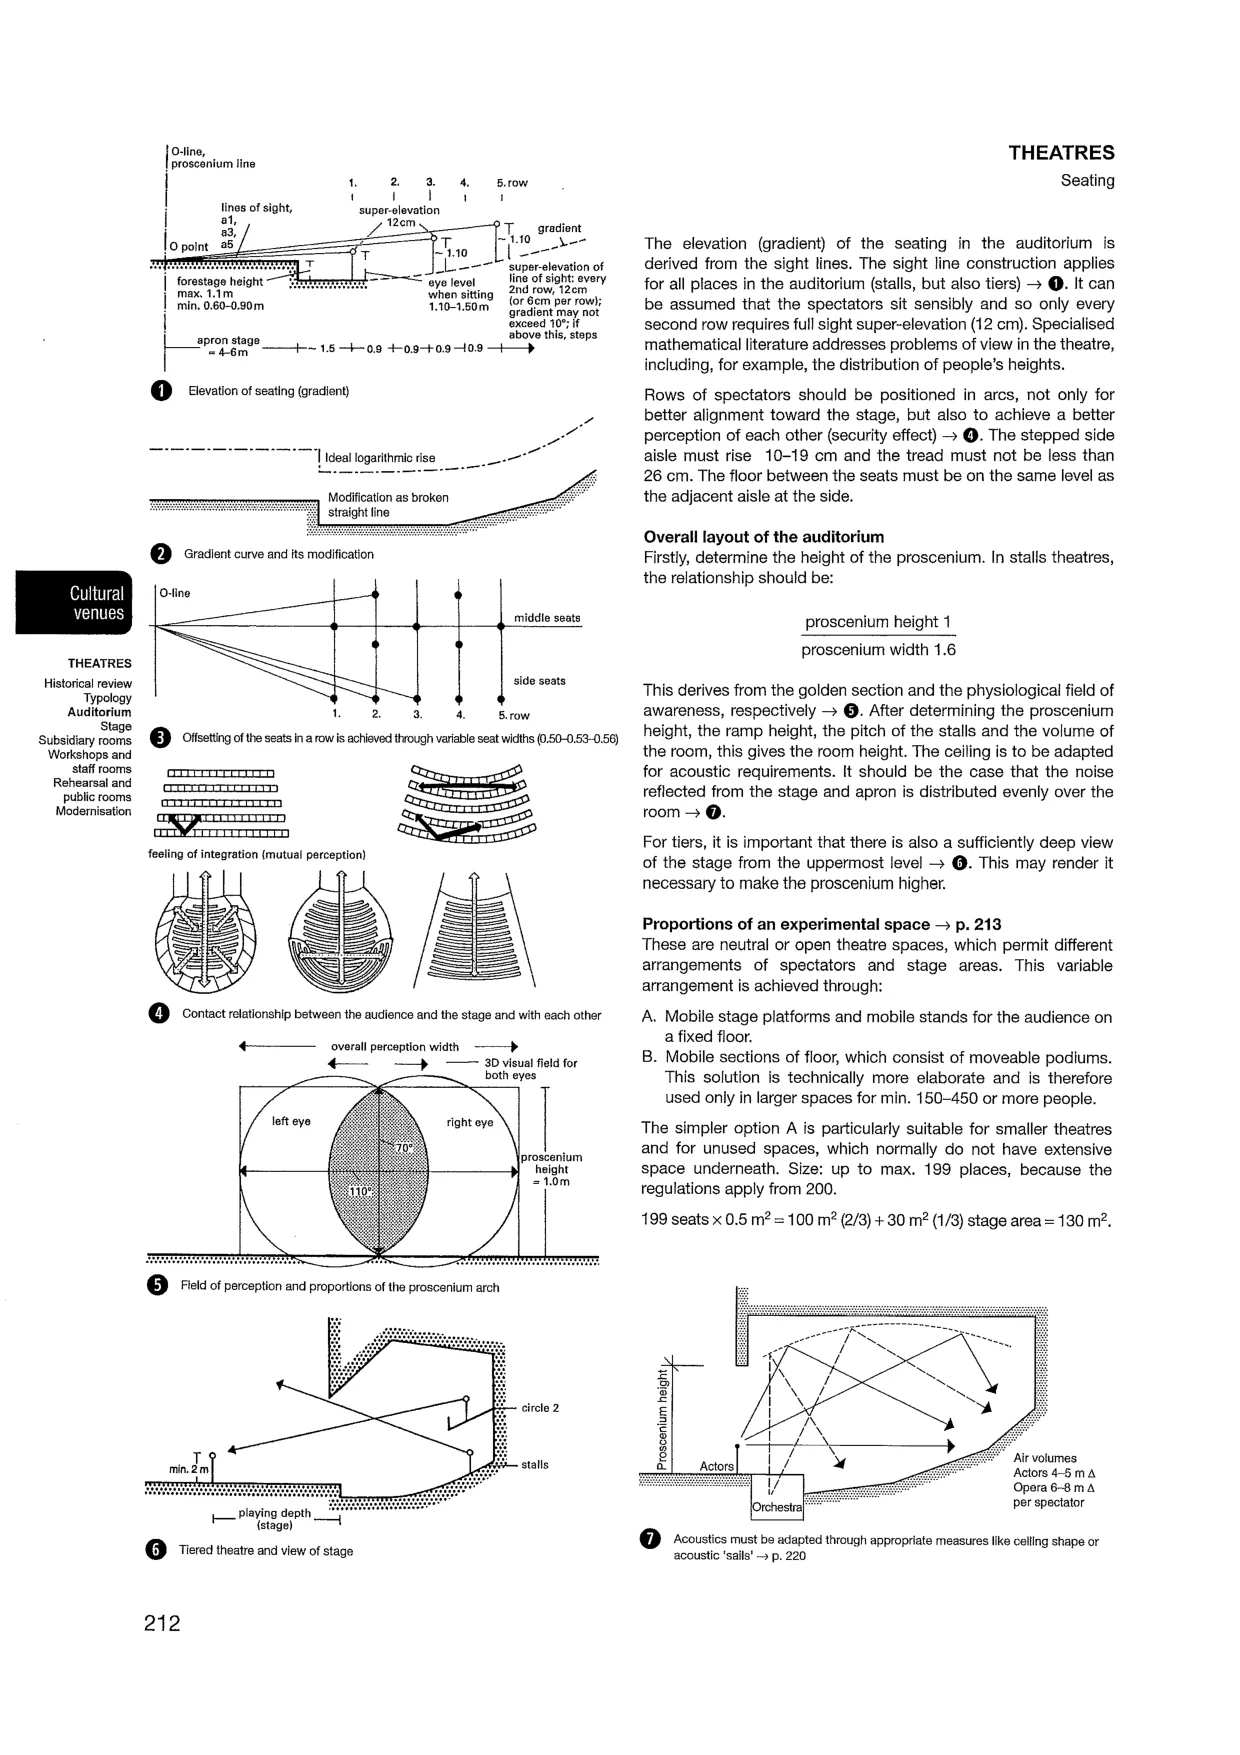 THEATRES
Seating
O-line,
proscenium line
1. 2. 3. 4. 5. row
lines of sight,
a1,
a3,
a5
O point
super-elevation
12cm
gradient
~1.10
~1.10
forestage height
max. 1.1m
min. 0.60–0.90m
eye level
when sitting
1.10–1.50m
super-elevation of
line of sight: every
2nd row, 12cm
(or 6cm per row);
gradient may not
exceed 10°; if
above this, steps
apron stage
= 4–6m
~ 1.5 0.9 0.9 0.9 0.9
1 Elevation of seating (gradient)
Ideal logarithmic rise
Modification as broken
straight line
2 Gradient curve and its modification
O-line
middle seats
side seats
1. 2. 3. 4. 5. row
3 Offsetting of the seats in a row is achieved through variable seat widths (0.50–0.53–0.56)
feeling of integration (mutual perception)
4 Contact relationship between the audience and the stage and with each other
overall perception width
3D visual field for
both eyes
left eye
right eye
70°
110°
proscenium
height
= 1.0m
5 Field of perception and proportions of the proscenium arch
circle 2
stalls
min. 2m
playing depth
(stage)
6 Tiered theatre and view of stage
Cultural
venues
THEATRES
Historical review
Typology
Auditorium
Stage
Subsidiary rooms
Workshops and
staff rooms
Rehearsal and
public rooms
Modernisation
The elevation (gradient) of the seating in the auditorium is
derived from the sight lines. The sight line construction applies
for all places in the auditorium (stalls, but also tiers) → 1. It can
be assumed that the spectators sit sensibly and so only every
second row requires full sight super-elevation (12 cm). Specialised
mathematical literature addresses problems of view in the theatre,
including, for example, the distribution of people's heights.
Rows of spectators should be positioned in arcs, not only for
better alignment toward the stage, but also to achieve a better
perception of each other (security effect) → 4. The stepped side
aisle must rise 10–19 cm and the tread must not be less than
26 cm. The floor between the seats must be on the same level as
the adjacent aisle at the side.
Overall layout of the auditorium
Firstly, determine the height of the proscenium. In stalls theatres,
the relationship should be:
proscenium height 1
proscenium width 1.6
This derives from the golden section and the physiological field of
awareness, respectively → 5. After determining the proscenium
height, the ramp height, the pitch of the stalls and the volume of
the room, this gives the room height. The ceiling is to be adapted
for acoustic requirements. It should be the case that the noise
reflected from the stage and apron is distributed evenly over the
room → 7.
For tiers, it is important that there is also a sufficiently deep view
of the stage from the uppermost level → 6. This may render it
necessary to make the proscenium higher.
Proportions of an experimental space → p. 213
These are neutral or open theatre spaces, which permit different
arrangements of spectators and stage areas. This variable
arrangement is achieved through:
A. Mobile stage platforms and mobile stands for the audience on
a fixed floor.
B. Mobile sections of floor, which consist of moveable podiums.
This solution is technically more elaborate and is therefore
used only in larger spaces for min. 150–450 or more people.
The simpler option A is particularly suitable for smaller theatres
and for unused spaces, which normally do not have extensive
space underneath. Size: up to max. 199 places, because the
regulations apply from 200.
199 seats x 0.5 m² = 100 m² (2/3) + 30 m² (1/3) stage area = 130 m².
Proscenium height
Actors
Orchestra
Air volumes
Actors 4–5 m ∆
Opera 6–8 m ∆
per spectator
7 Acoustics must be adapted through appropriate measures like ceiling shape or
acoustic 'sails' → p. 220
212